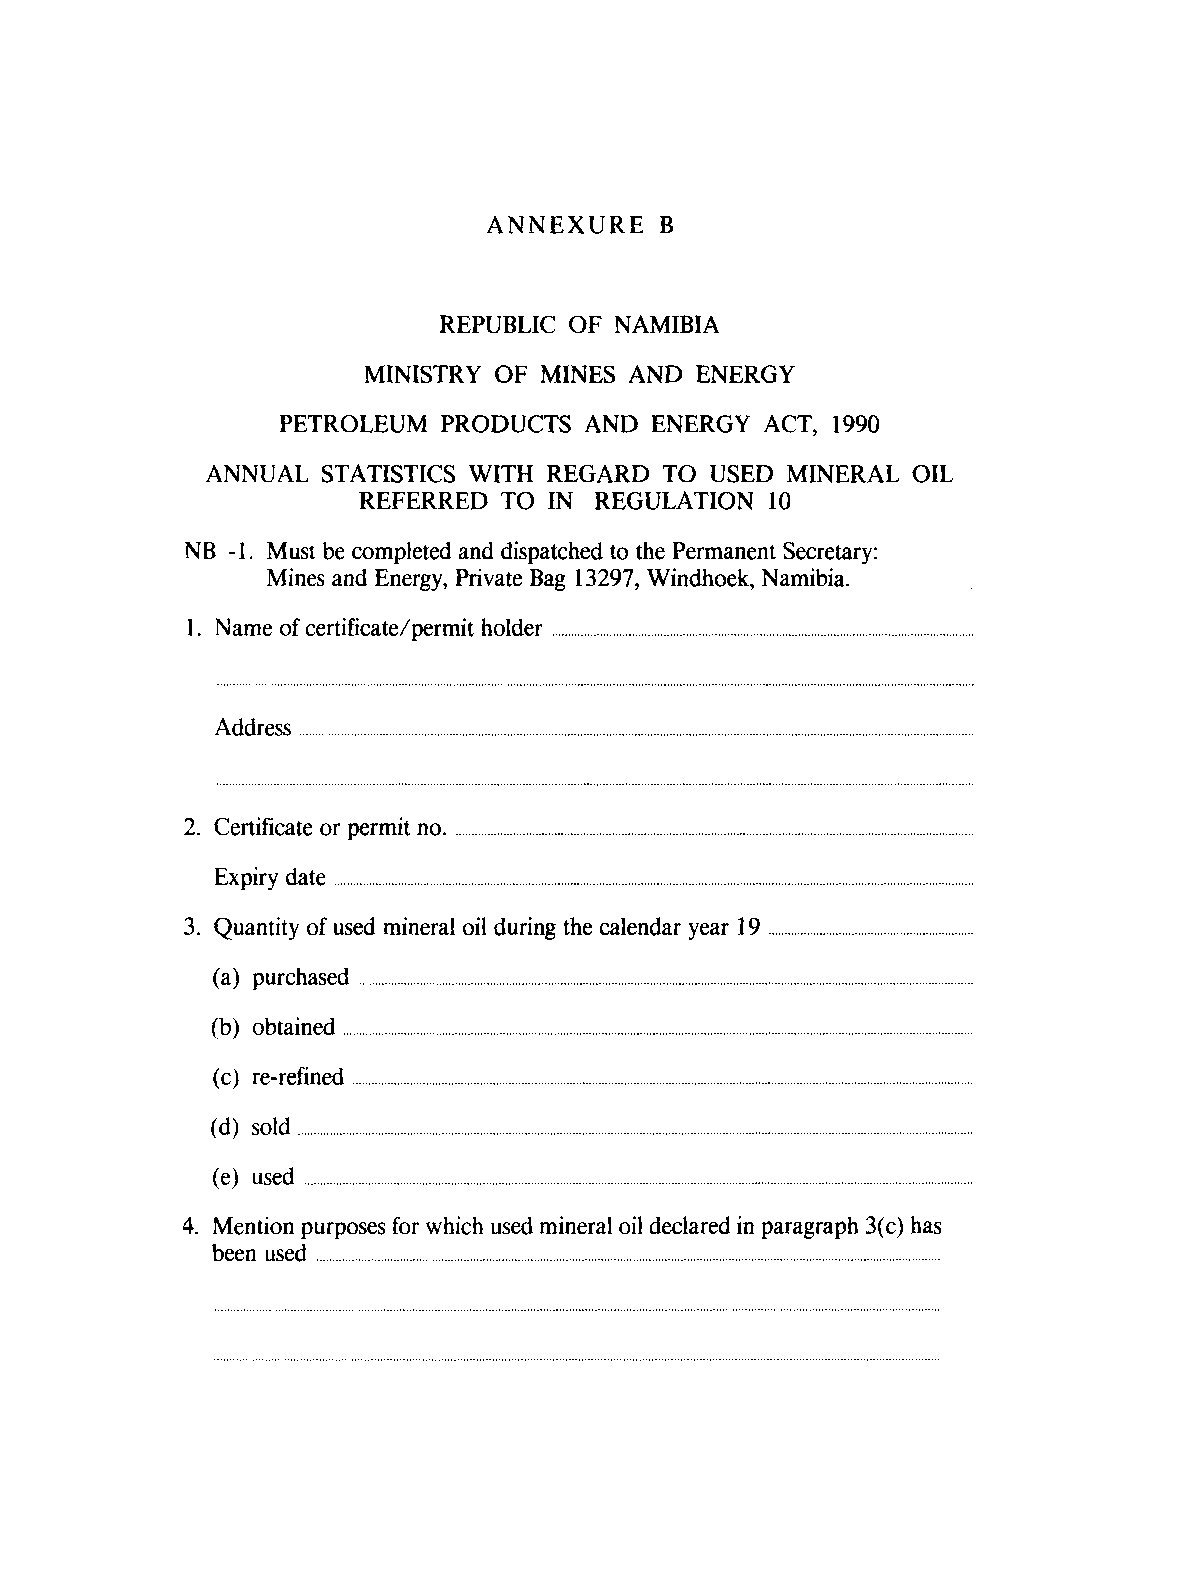 ANNEXURE B
REPUBLIC OF NAMIBIA
MINISTRY OF MINES AND ENERGY
PETROLEUM PRODUCTS AND ENERGY ACT, 1990
ANNUAL STATISTICS WITH REGARD TO USED MINERAL OIL
REFERRED TO IN REGULATION 10
NB -1. Must be completed and dispatched to the Permanent Secretary:
Mines and Energy, Private Bag 13297, Windhoek, Namibia.
1. Name of certificate/permit holder
Address
2. Certificate or permit no.
Expiry date
3. Quantity of used mineral oil during the calendar year 19
(a) purchased
(b) obtained
(c) re-refined
(d) sold
(e) used
4. Mention purposes for which used mineral oil declared in paragraph 3(c) has
been used